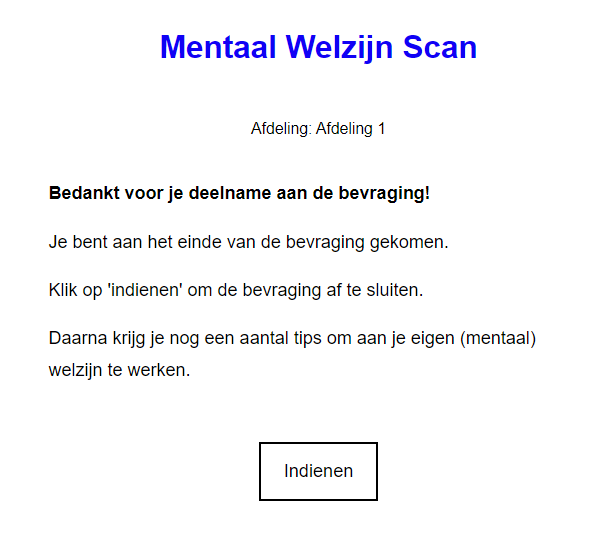 Mentaal Welzijn Scan
Afdeling: Afdeling 1
Bedankt voor je deelname aan de bevraging!
Je bent aan het einde van de bevraging gekomen.
Klik op 'indienen' om de bevraging af te sluiten.
Daarna krijg je nog een aantal tips om aan je eigen (mentaal)
welzijn te werken.
Indienen